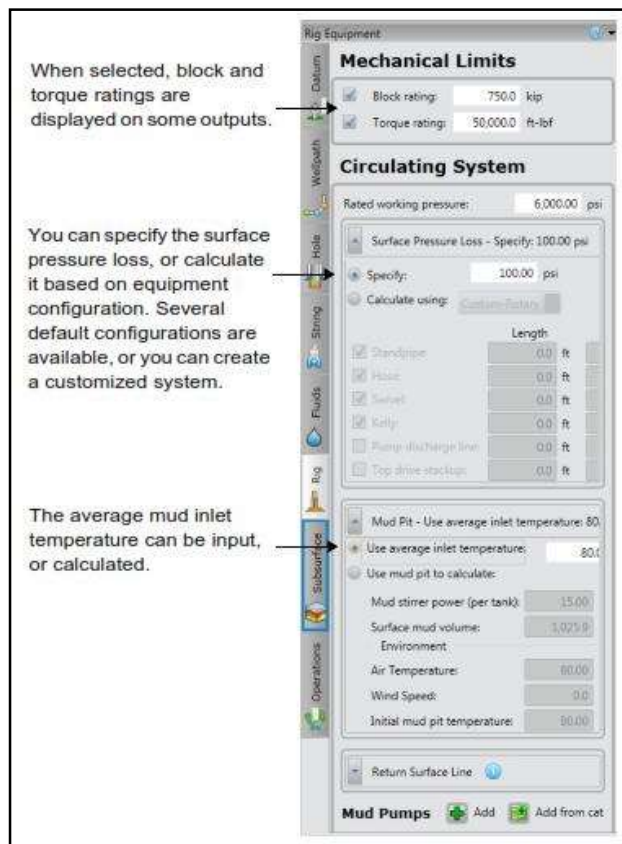 Rig Equipment
When selected, block and
torque ratings are
displayed on some outputs.
You can specify the surface
pressure loss, or calculate
it based on equipment
configuration. Several
default configurations are
available, or you can create
a customized system.
The average mud inlet
temperature can be input,
or calculated.
Datum
Wellpath
Hole
String
Fluids
Rig
Subsurface
Operations
Mechanical Limits
Block rating: 750.0 kip
Torque rating: 50,000.0 ft-lbf
Circulating System
Rated working pressure: 6,000.00 psi
Surface Pressure Loss - Specify: 100.00 psi
Specify: 100.00 psi
Calculate using: Custom-Rotary
Length
Standpipe: 0.0 ft
Hose: 0.0 ft
Swivel: 0.0 ft
Kelly: 0.0 ft
Pump discharge line: 0.0 ft
Top drive stackup: 0.0 ft
Mud Pit - Use average inlet temperature: 80.
Use average inlet temperature: 80.0
Use mud pit to calculate:
Mud stirrer power (per tank): 15.00
Surface mud volume: 1,025.9
Environment
Air Temperature: 80.00
Wind Speed: 0.0
Initial mud pit temperature: 80.00
Return Surface Line
Mud Pumps Add Add from cat